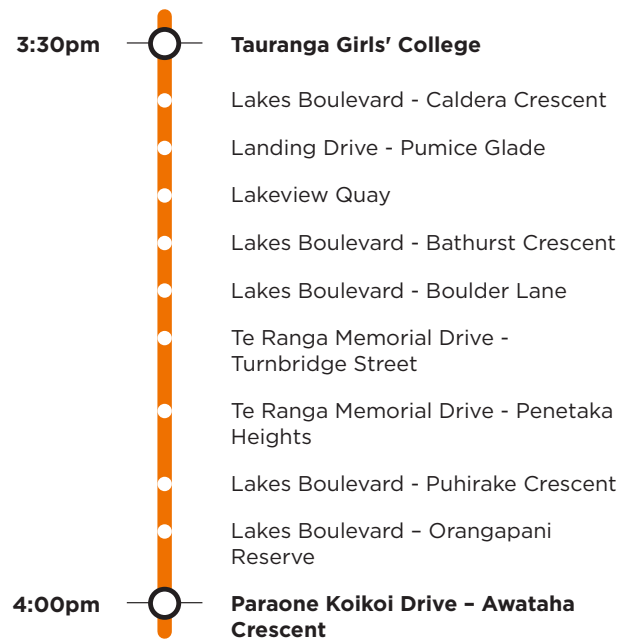 3:30pm Tauranga Girls' College
Lakes Boulevard - Caldera Crescent
Landing Drive - Pumice Glade
Lakeview Quay
Lakes Boulevard - Bathurst Crescent
Lakes Boulevard - Boulder Lane
Te Ranga Memorial Drive -
Turnbridge Street
Te Ranga Memorial Drive - Penetaka
Heights
Lakes Boulevard - Puhirake Crescent
Lakes Boulevard – Orangapani
Reserve
4:00pm Paraone Koikoi Drive – Awataha
Crescent